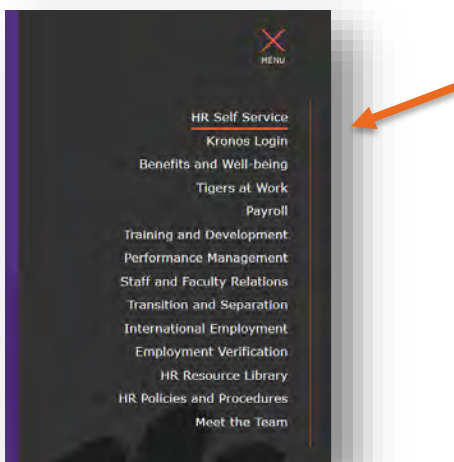 MENU
HR Self Service
Kronos Login
Benefits and Well-being
Tigers at Work
Payroll
Training and Development
Performance Management
Staff and Faculty Relations
Transition and Separation
International Employment
Employment Verification
HR Resource Library
HR Policies and Procedures
Meet the Team